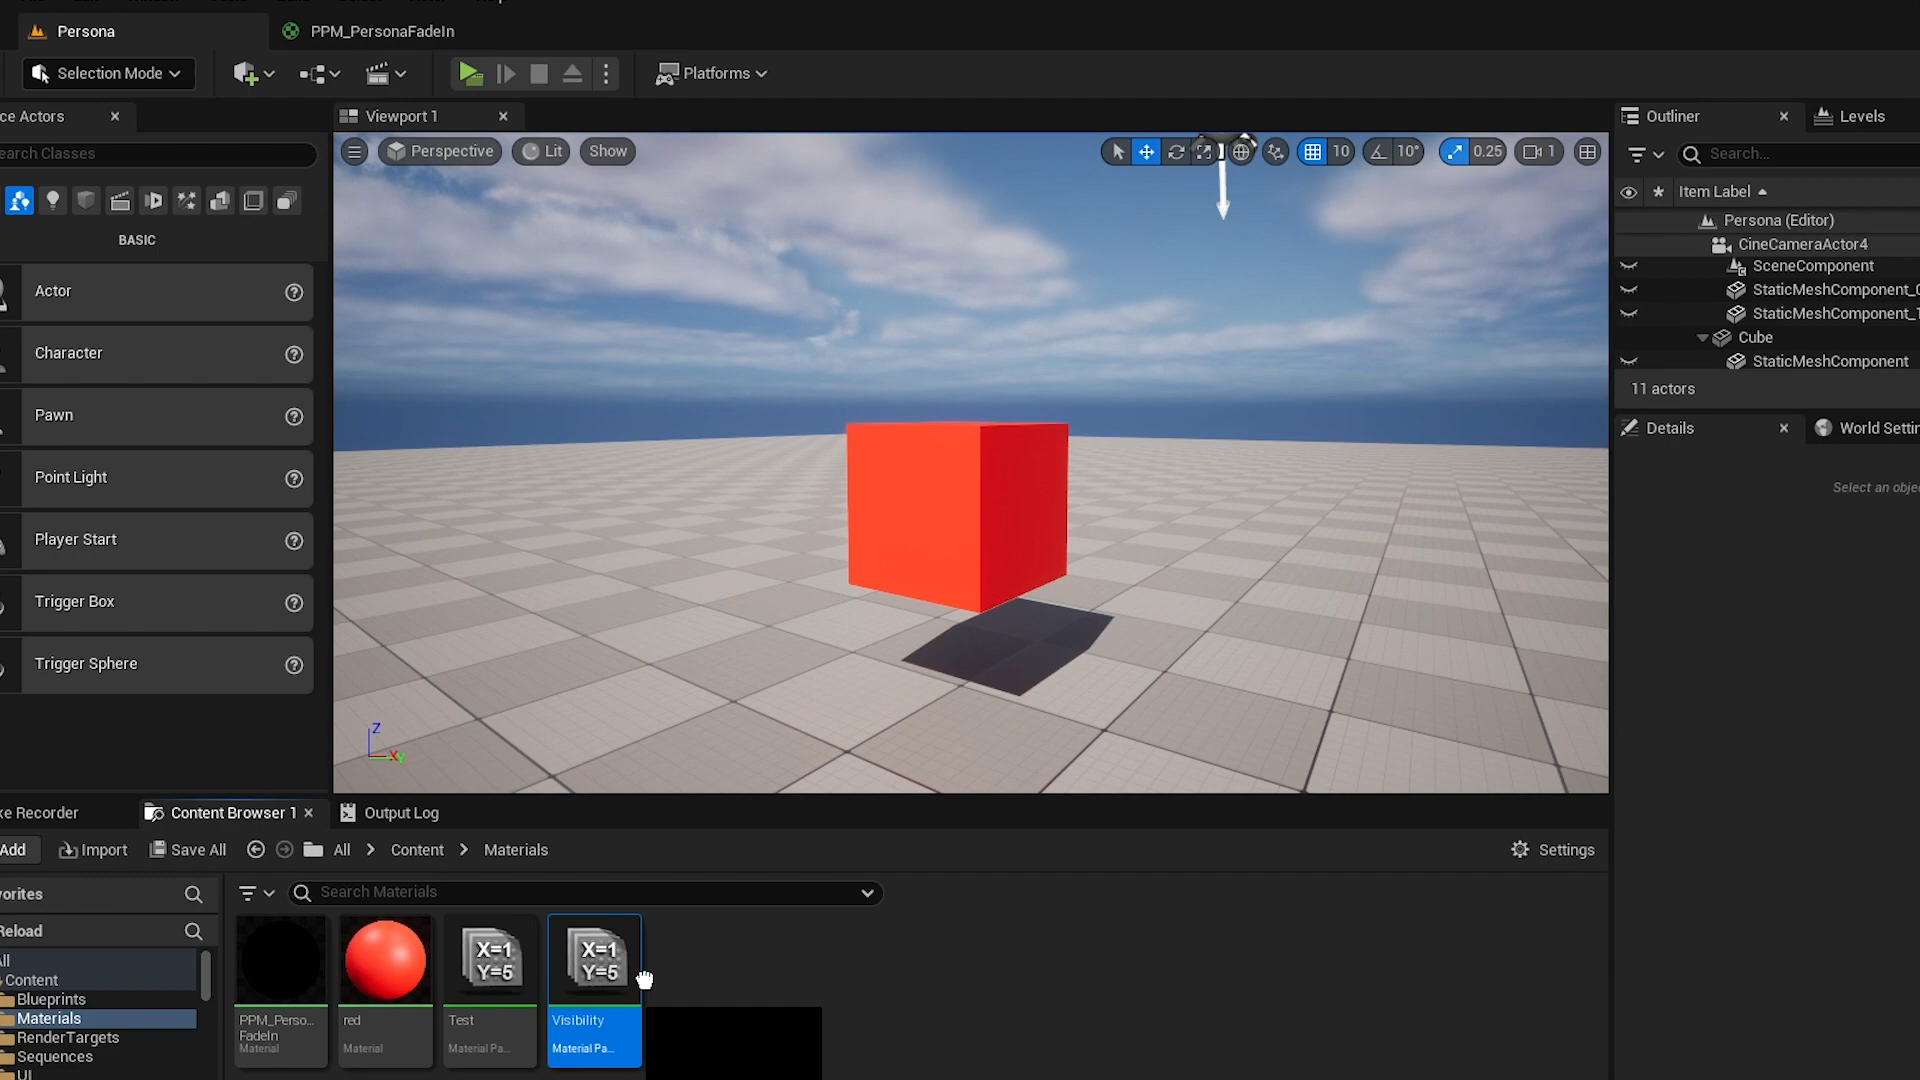 Persona
PPM_PersonaFadeIn
Selection Mode
Platforms
ce Actors
Viewport 1
Outliner
Levels
earch Classes
Perspective
Lit
Show
10
10°
0.25
1
Search...
Item Label
BASIC
Persona (Editor)
CineCameraActor4
SceneComponent
StaticMeshComponent_0
StaticMeshComponent_1
Cube
StaticMeshComponent
11 actors
Actor
Character
Pawn
Point Light
Player Start
Trigger Box
Trigger Sphere
Details
World Settin
Select an obje
Z
X
Y
ke Recorder
Content Browser 1
Output Log
Add
Import
Save All
All
Content
Materials
Settings
vorites
Search Materials
Reload
ll
Content
Blueprints
Materials
RenderTargets
Sequences
UI
PPM_Perso...
FadeIn
Material
red
Material
X=1
Y=5
Test
Material Pa...
X=1
Y=5
Visibility
Material Pa...